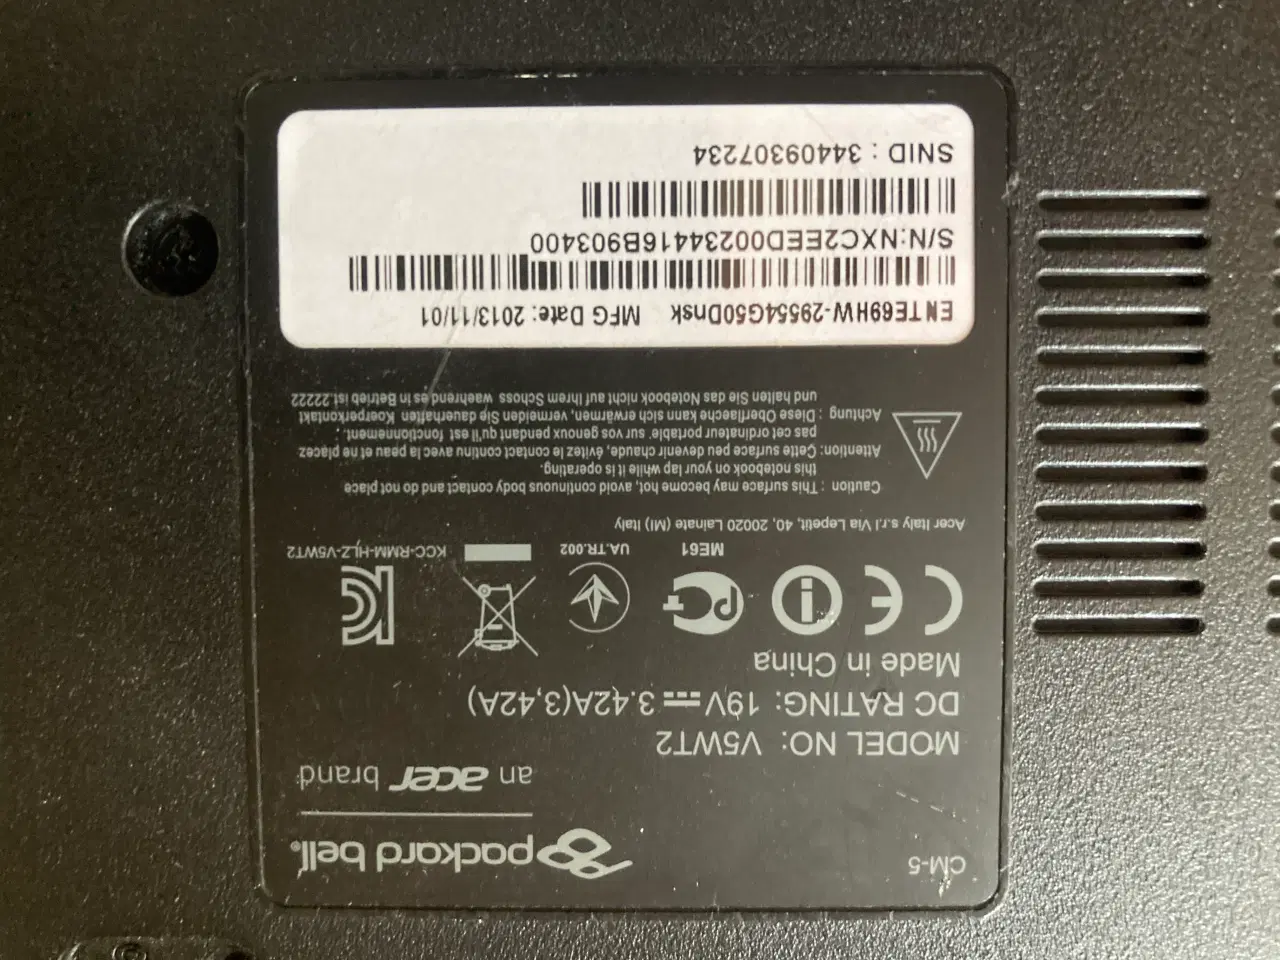 CM-5
packard bell®
an acer brand
MODEL NO: V5WT2
DC RATING: 19V ⎓ 3.42A(3,42A)
Made in China
ME61
UA.TR.002
KCC-RMM-HLZ-V5WT2
Acer Italy s.r.l Via Lepetit, 40, 20020 Lainate (MI) Italy
Caution : This surface may become hot, avoid continuous body contact and do not place
this notebook on your lap while it is operating.
Attention: Cette surface peu devenir chaude, évitez le contact continu avec la peau et ne placez
pas cet ordinateur portable, sur vos genoux pendant qu'il est fonctionnement.
Achtung : Diese Oberflaeche kann sich erwärmen, vermeiden Sie dauerhaften Koerperkontakt
und halten Sie das Notebook nicht auf Ihrem Schoss waehrend es in Betrieb ist 22222
ENTE69HW-29554G50Dnsk MFG Date: 2013/11/01
S/N:NXC2EED00234416B903400
SNID : 34409307234